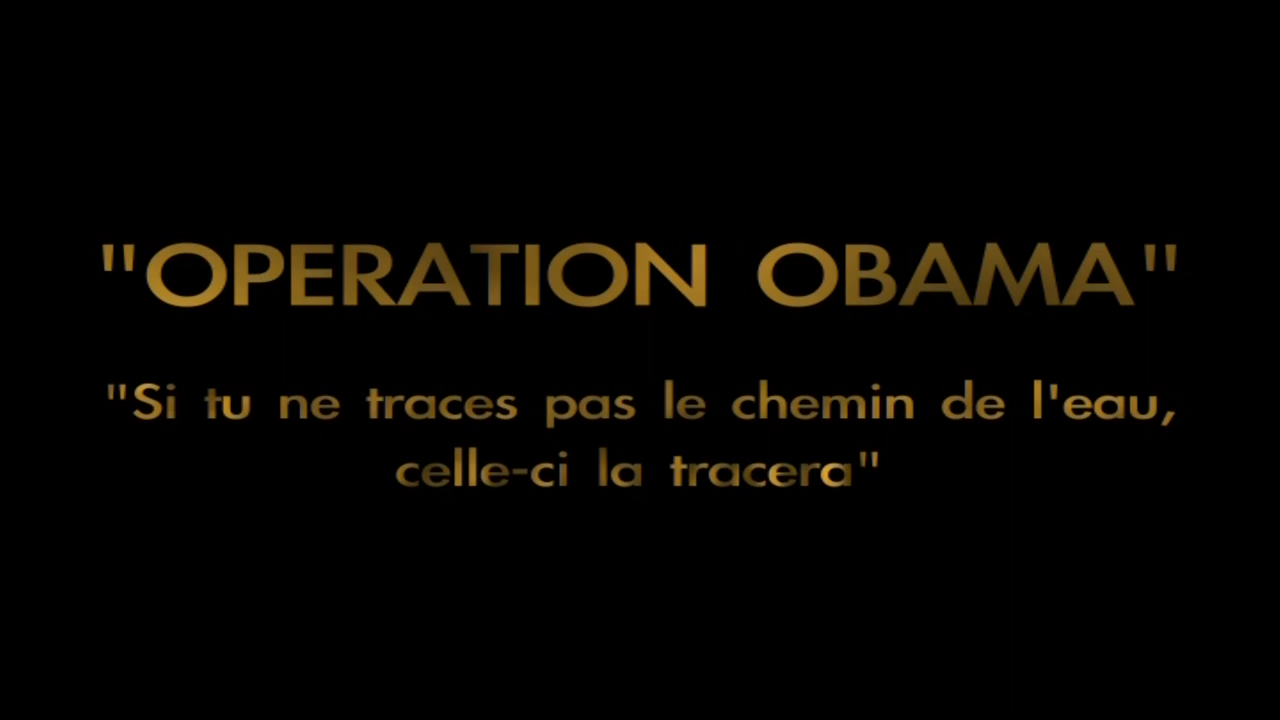 "OPERATION OBAMA"
"Si tu ne traces pas le chemin de l'eau,
celle-ci la tracera"